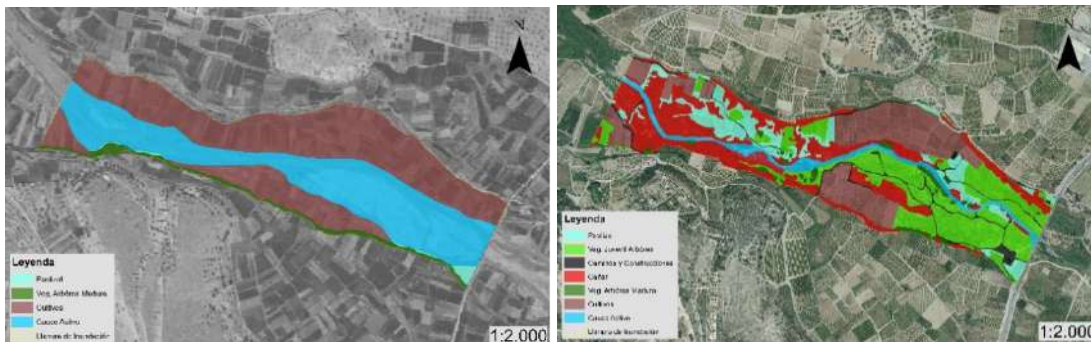 N
Leyenda
Pastizal
Veg. Arbórea Madura
Cultivos
Cauce Activo
Llanura de Inundación
1:2.000
N
Leyenda
Veg. Juvenil Arbórea
Caminos y Construcciones
Cañar
Veg. Arbórea Madura
Cultivos
Cauce Activo
Llanura de Inundación
1:2.000